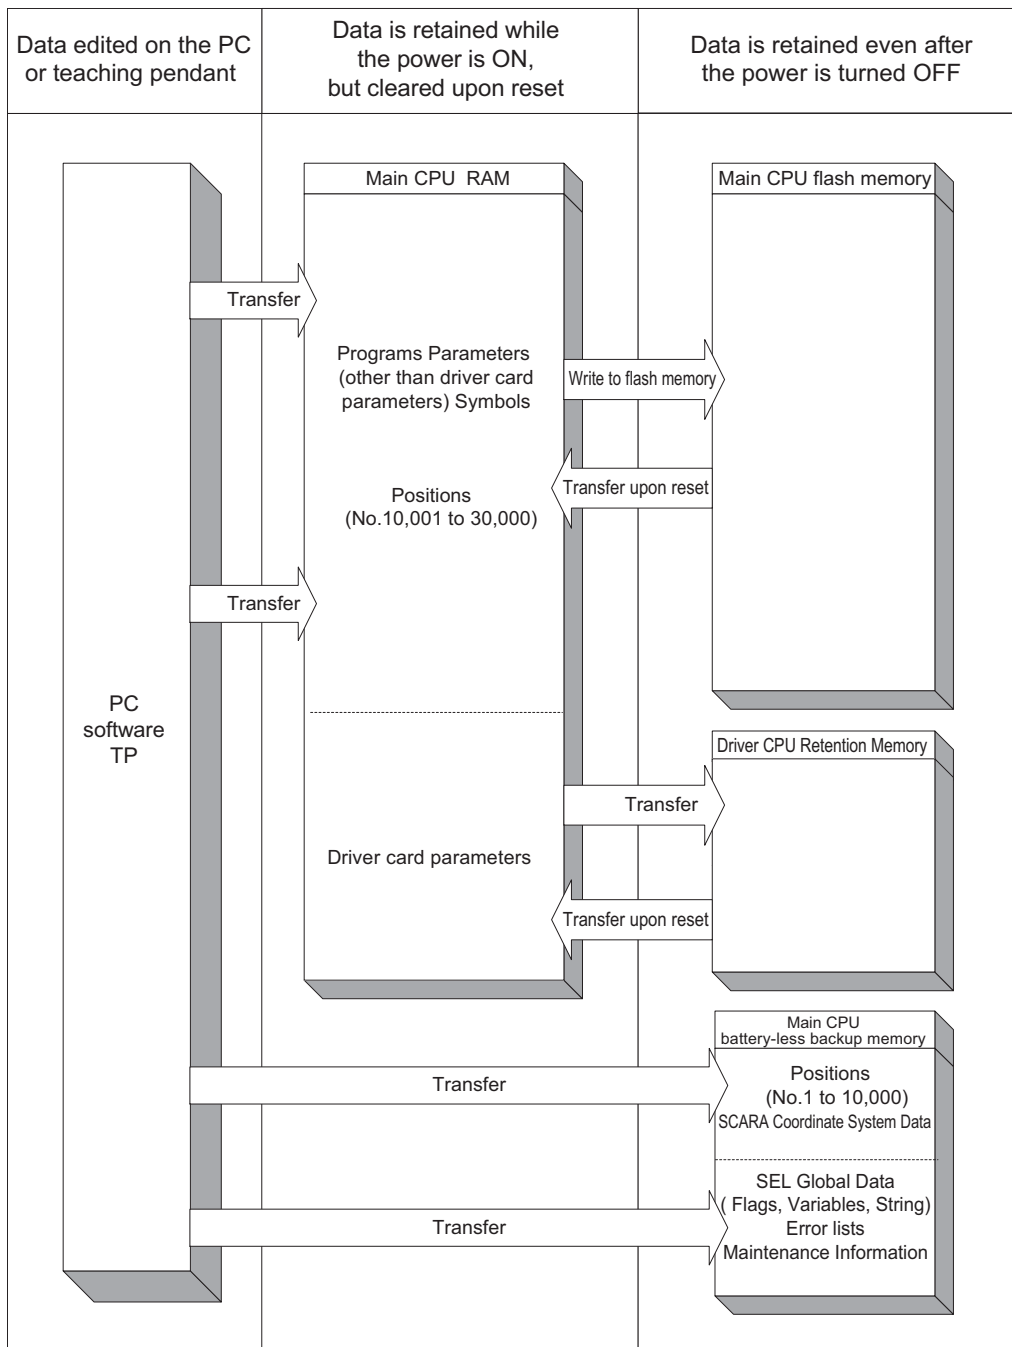 Data edited on the PC
or teaching pendant
Data is retained while
the power is ON,
but cleared upon reset
Data is retained even after
the power is turned OFF
PC
software
TP
Main CPU RAM
Transfer
Programs Parameters
(other than driver card
parameters) Symbols
Positions
(No.10,001 to 30,000)
Transfer
Driver card parameters
Main CPU flash memory
Write to flash memory
Transfer upon reset
Driver CPU Retention Memory
Transfer
Transfer upon reset
Main CPU
battery-less backup memory
Transfer
Positions
(No.1 to 10,000)
SCARA Coordinate System Data
Transfer
SEL Global Data
( Flags, Variables, String)
Error lists
Maintenance Information